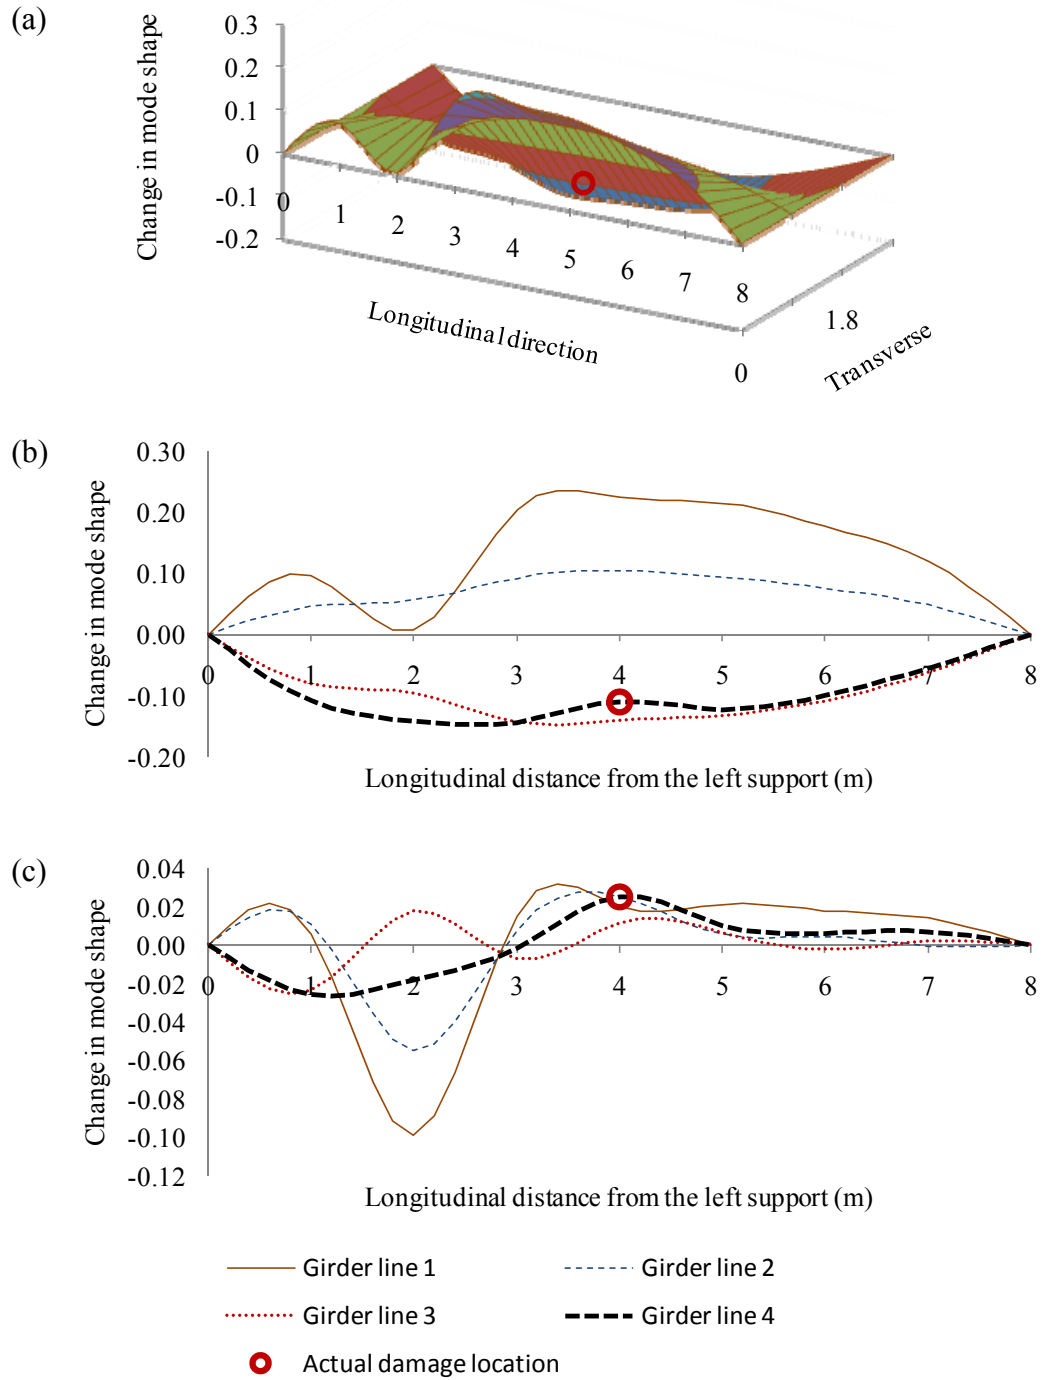 (a)
Change in mode shape
0.3
0.2
0.1
0
-0.1
-0.2
0
1
2
3
4
5
6
7
8
Longitudinal direction
0
1.8
Transverse
(b)
Change in mode shape
0.30
0.20
0.10
0.00
-0.10
-0.20
0 1 2 3 4 5 6 7 8
Longitudinal distance from the left support (m)
(c)
Change in mode shape
0.04
0.02
0.00
-0.02
-0.04
-0.06
-0.08
-0.10
-0.12
0 1 2 3 4 5 6 7 8
Longitudinal distance from the left support (m)
Girder line 1 Girder line 2
Girder line 3 Girder line 4
Actual damage location